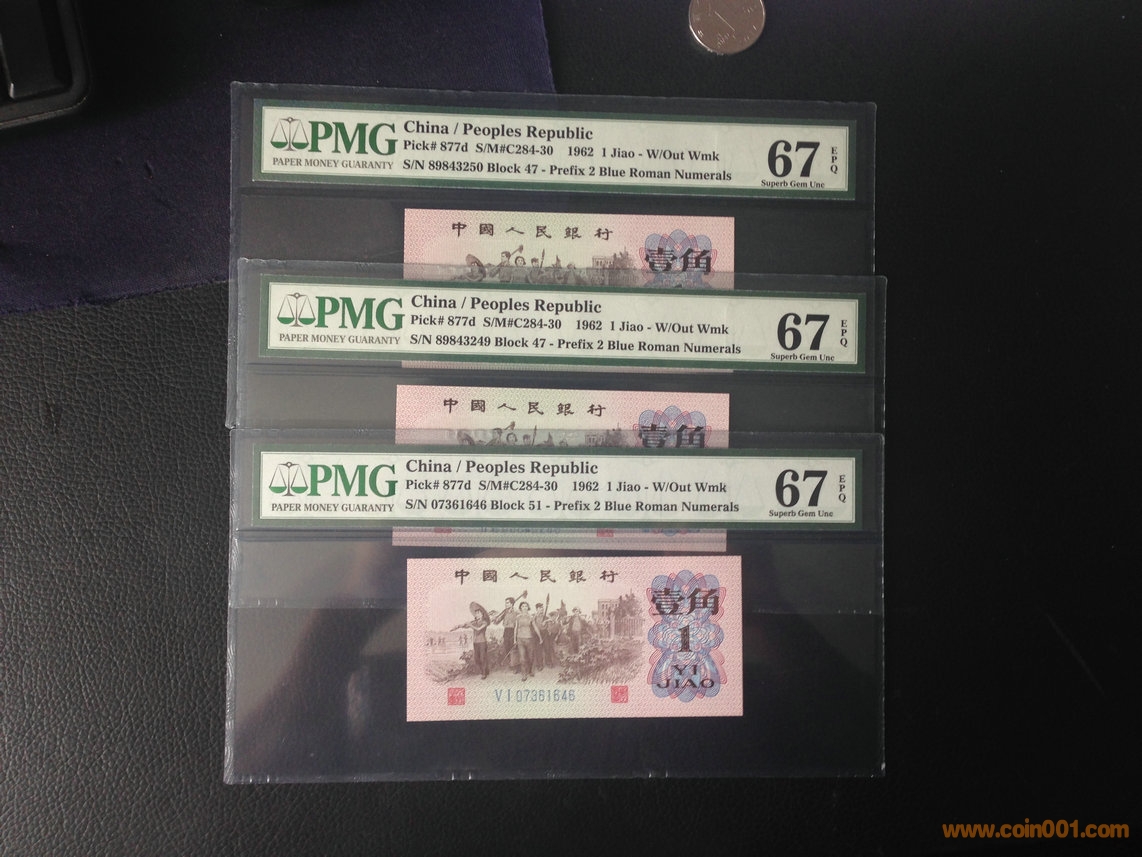 PMG
PAPER MONEY GUARANTY
China / Peoples Republic
Pick# 877d S/M#C284-30 1962 1 Jiao - W/Out Wmk
S/N 89843250 Block 47 - Prefix 2 Blue Roman Numerals
67
EPQ
Superb Gem Unc
中國人民銀行
壹角
PMG
PAPER MONEY GUARANTY
China / Peoples Republic
Pick# 877d S/M#C284-30 1962 1 Jiao - W/Out Wmk
S/N 89843249 Block 47 - Prefix 2 Blue Roman Numerals
67
EPQ
Superb Gem Unc
中國人民銀行
壹角
PMG
PAPER MONEY GUARANTY
China / Peoples Republic
Pick# 877d S/M#C284-30 1962 1 Jiao - W/Out Wmk
S/N 07361646 Block 51 - Prefix 2 Blue Roman Numerals
67
EPQ
Superb Gem Unc
中國人民銀行
壹角
1
YI
JIAO
VI 07361646
www.coin001.com